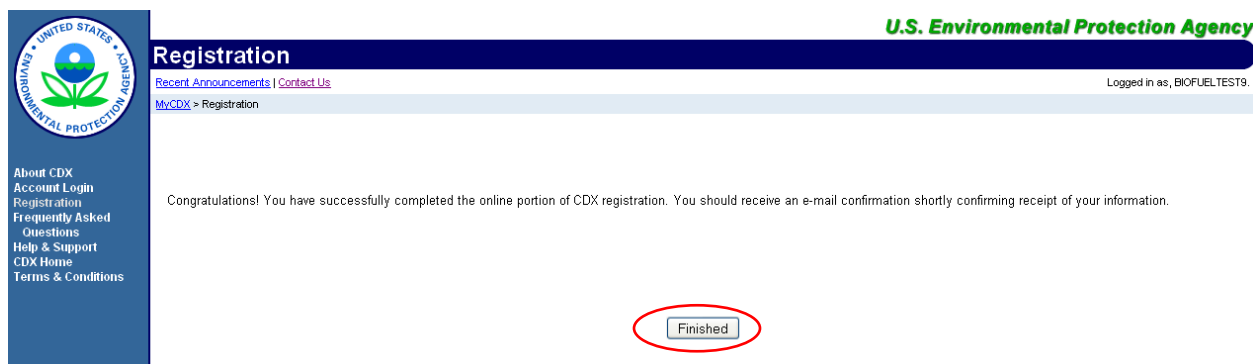 UNITED STATES
ENVIRONMENTAL PROTECTION AGENCY
U.S. Environmental Protection Agency
Registration
Recent Announcements | Contact Us
Logged in as, BIOFUELTEST9.
MyCDX > Registration
About CDX
Account Login
Registration
Frequently Asked
Questions
Help & Support
CDX Home
Terms & Conditions
Congratulations! You have successfully completed the online portion of CDX registration. You should receive an e-mail confirmation shortly confirming receipt of your information.
Finished